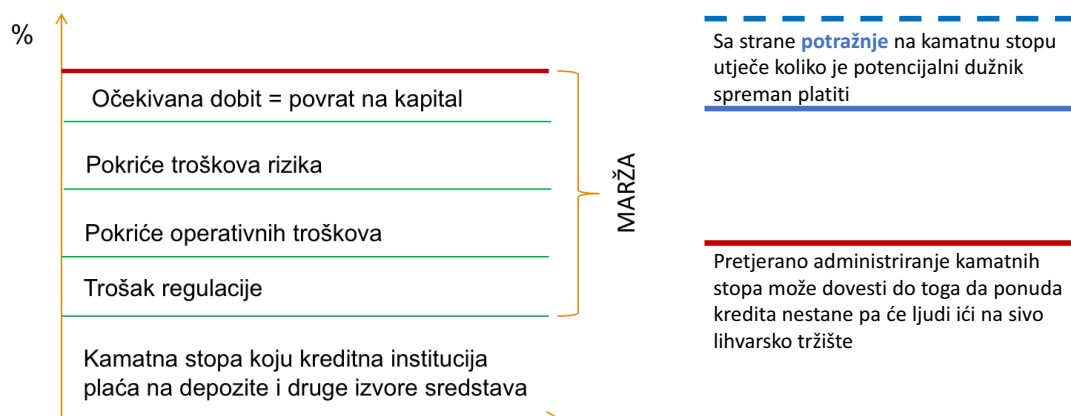 %
Očekivana dobit = povrat na kapital
Pokriće troškova rizika
Pokriće operativnih troškova
Trošak regulacije
Kamatna stopa koju kreditna institucija
plaća na depozite i druge izvore sredstava
MARŽA
Sa strane potražnje na kamatnu stopu
utječe koliko je potencijalni dužnik
spreman platiti
Pretjerano administriranje kamatnih
stopa može dovesti do toga da ponuda
kredita nestane pa će ljudi ići na sivo
lihvarsko tržište